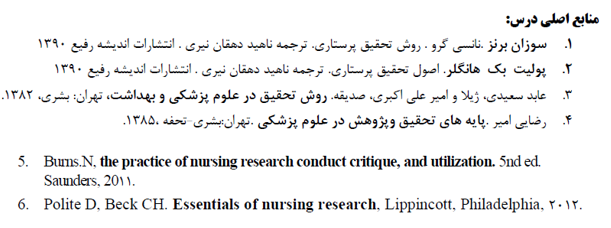 منابع اصلی درس:
۱. سوزان برنز .نانسی گرو . روش تحقیق پرستاری. ترجمه ناهید دهقان نیری . انتشارات اندیشه رفیع ۱۳۹۰
۲. پولیت بک هانگلر. اصول تحقیق پرستاری. ترجمه ناهید دهقان نیری . انتشارات اندیشه رفیع ۱۳۹۰
۳. عابد سعیدی، ژیلا و امیر علی اکبری، صدیقه. روش تحقیق در علوم پزشکی و بهداشت، تهران: بشری، ۱۳۸۲.
۴. رضایی امیر .پایه های تحقیق وپژوهش در علوم پزشکی .تهران:بشری-تحفه ،۱۳۸۵.
5. Burns.N, the practice of nursing research conduct critique, and utilization. 5nd ed.
Saunders, 20۱۱.
6. Polite D, Beck CH. Essentials of nursing research, Lippincott, Philadelphia, ۲۰۱۲.